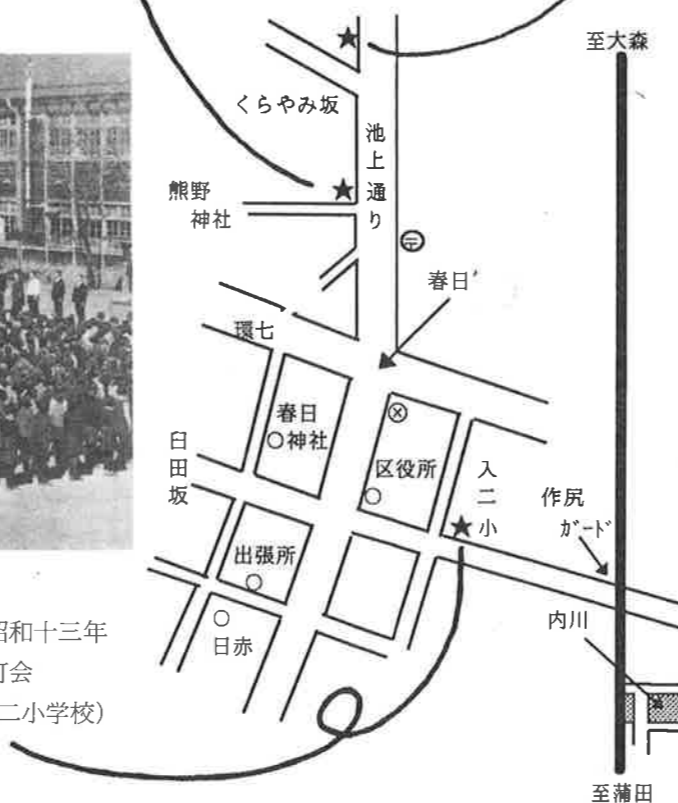 至大森
くらやみ坂
池上通り
熊野
神社
〒
春日
環七
春日
神社
臼田坂
区役所
入二小
作尻
ガード
出張所
内川
日赤
昭和十三年
町会
二小学校)
至蒲田